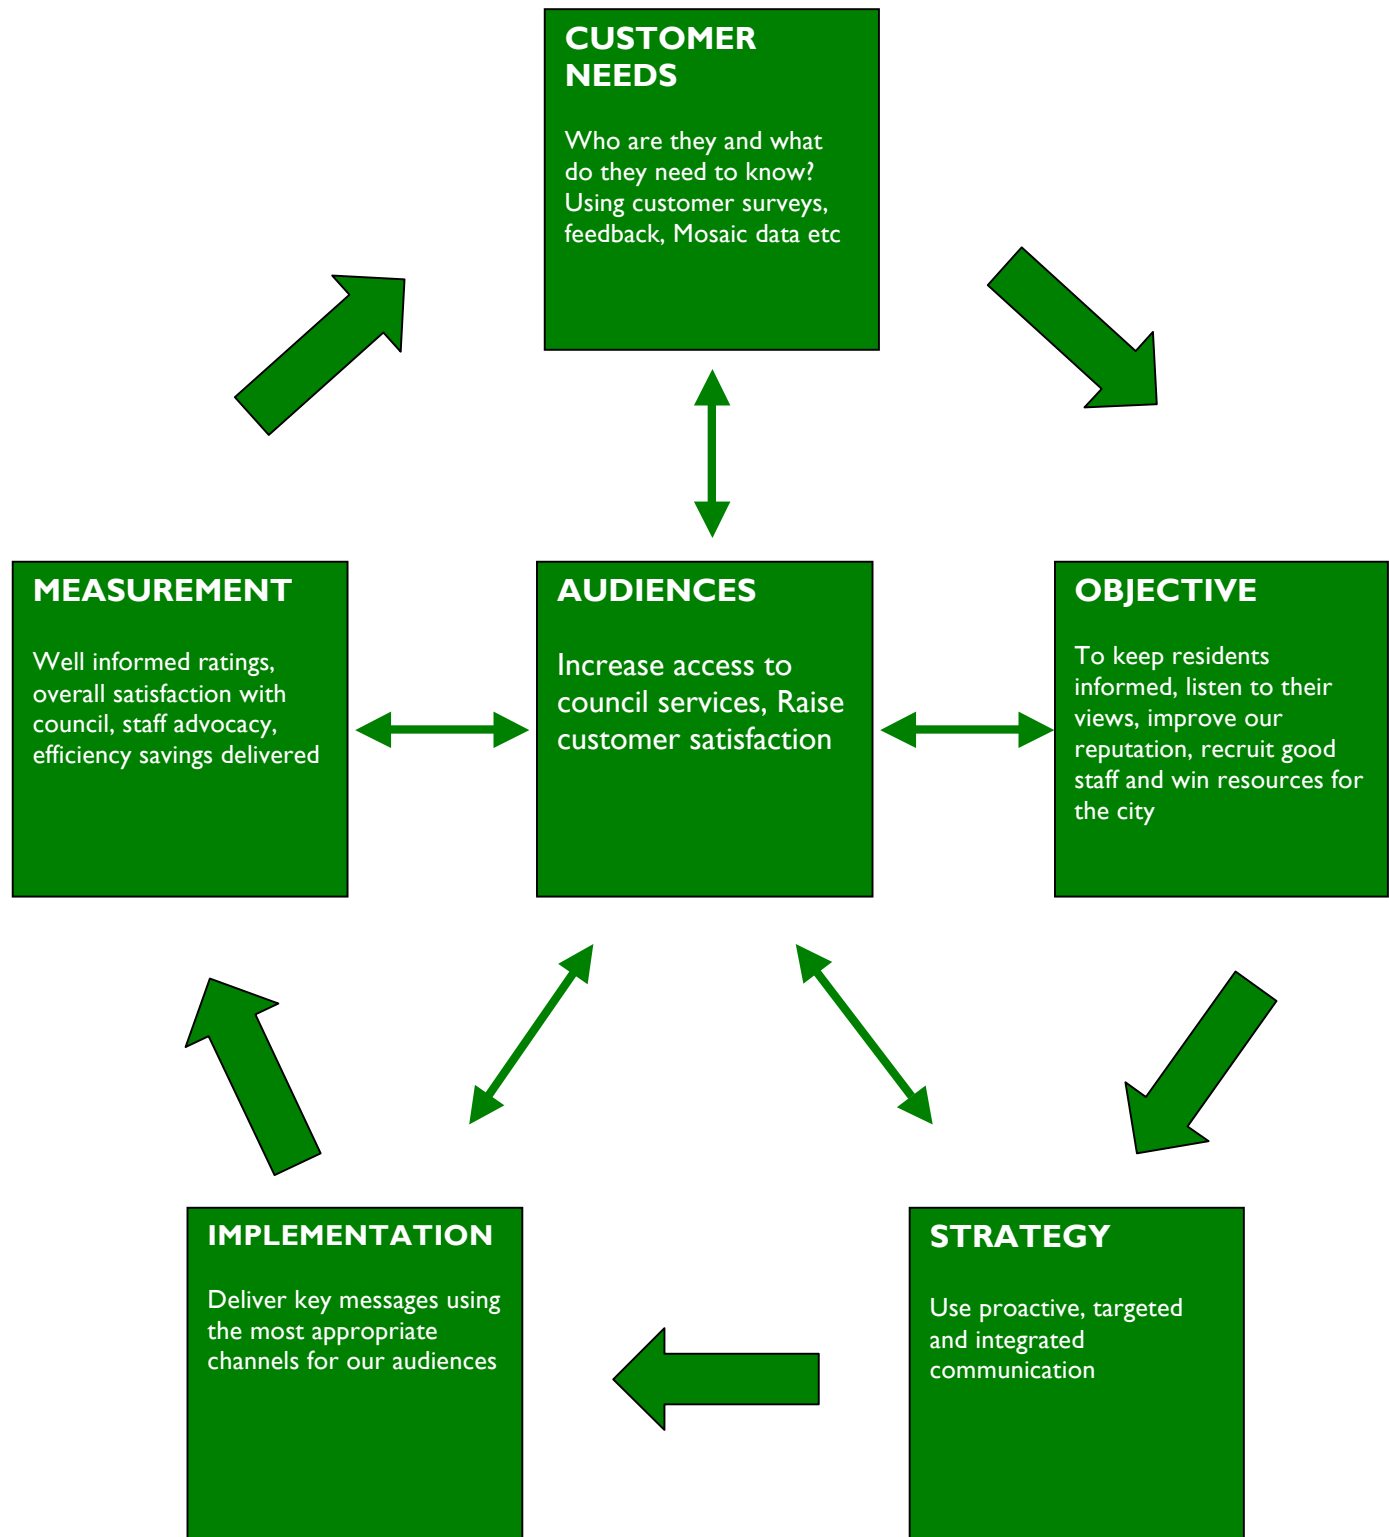 CUSTOMER
NEEDS
Who are they and what
do they need to know?
Using customer surveys,
feedback, Mosaic data etc
MEASUREMENT
Well informed ratings,
overall satisfaction with
council, staff advocacy,
efficiency savings delivered
AUDIENCES
Increase access to
council services, Raise
customer satisfaction
OBJECTIVE
To keep residents
informed, listen to their
views, improve our
reputation, recruit good
staff and win resources for
the city
IMPLEMENTATION
Deliver key messages using
the most appropriate
channels for our audiences
STRATEGY
Use proactive, targeted
and integrated
communication